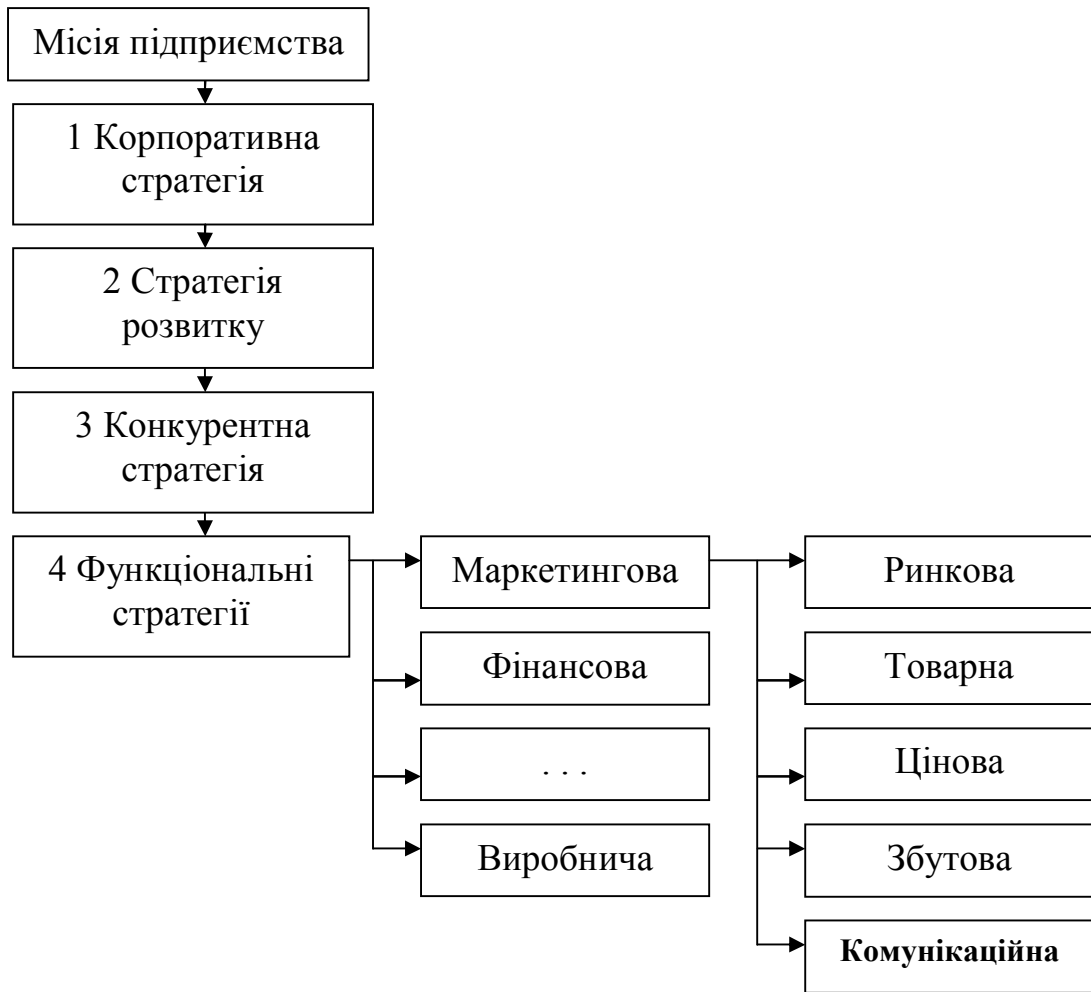 Місія підприємства
1 Корпоративна
стратегія
2 Стратегія
розвитку
3 Конкурентна
стратегія
4 Функціональні
стратегії
Маркетингова
Фінансова
. . .
Виробнича
Ринкова
Товарна
Цінова
Збутова
Комунікаційна